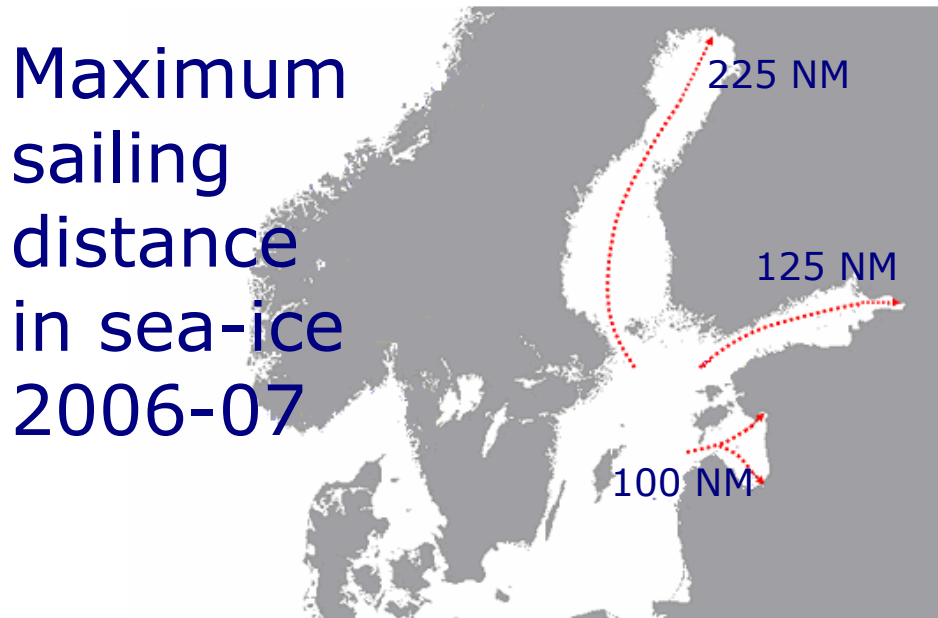 Maximum
sailing
distance
in sea-ice
2006-07
225 NM
125 NM
100 NM